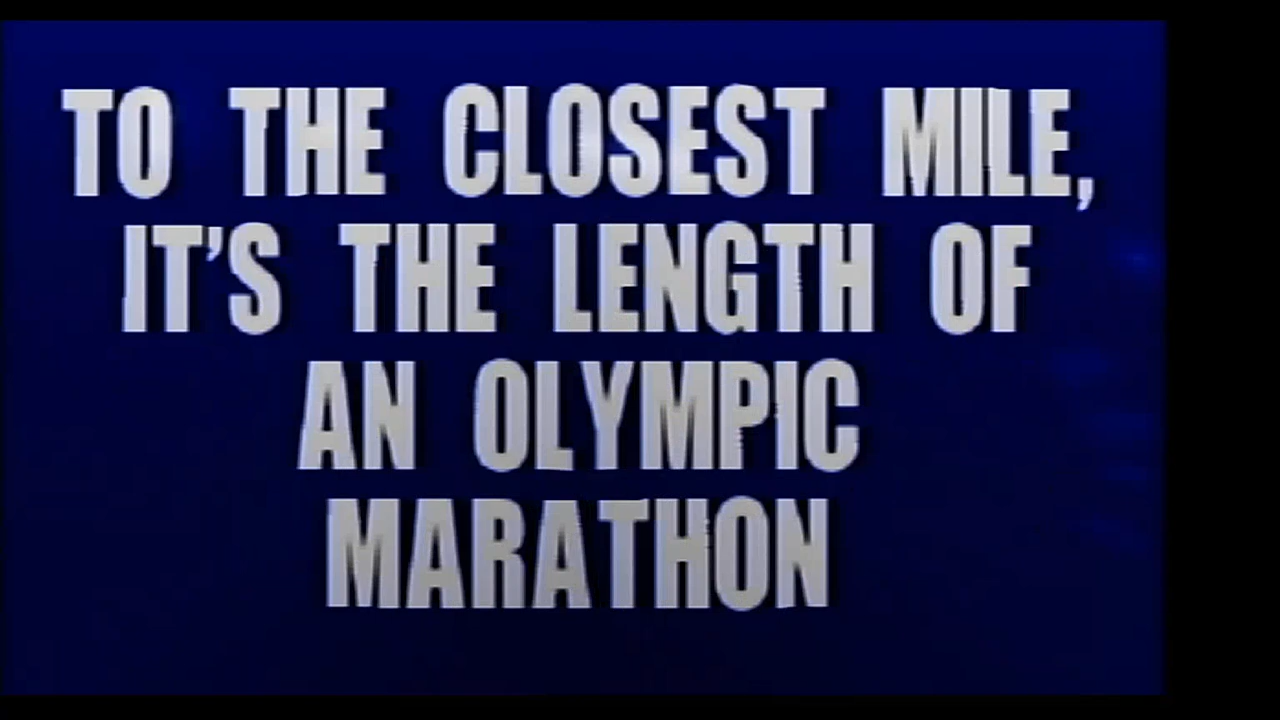 TO THE CLOSEST MILE,
IT'S THE LENGTH OF
AN OLYMPIC
MARATHON